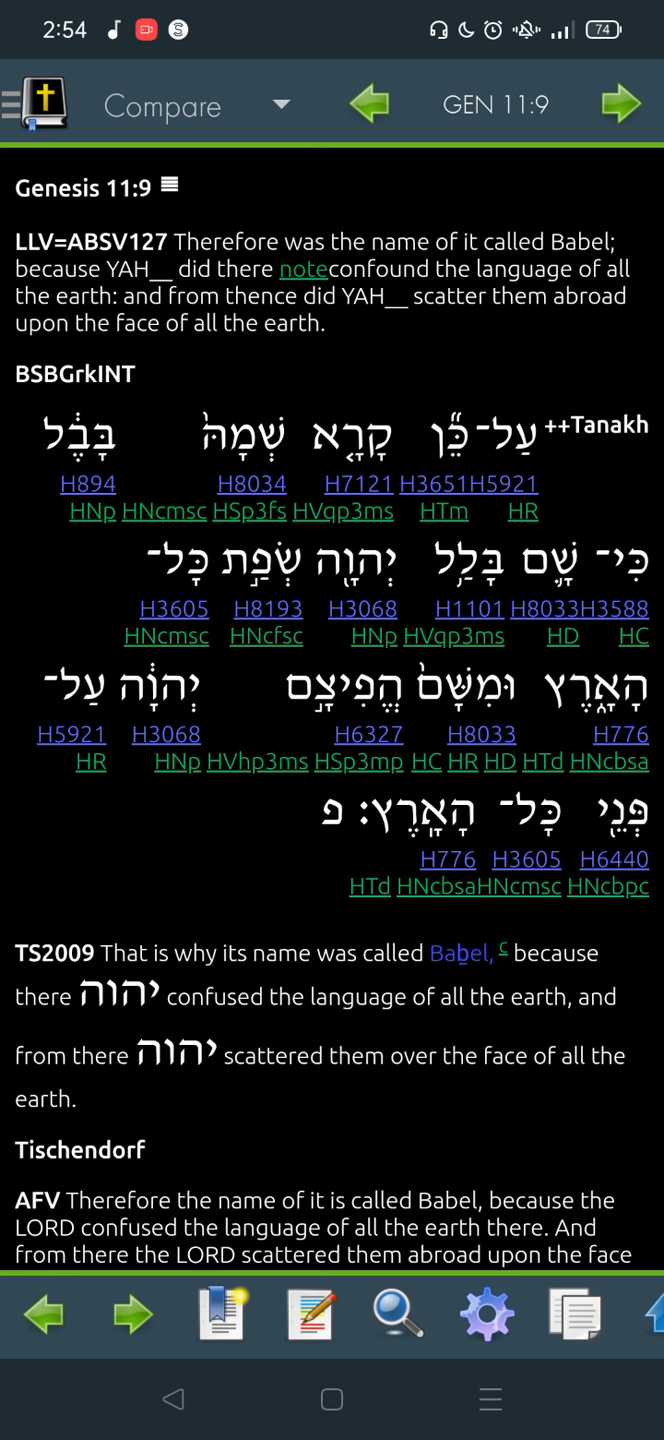 2:54
74
Compare
GEN 11:9
Genesis 11:9
LLV=ABSV127 Therefore was the name of it called Babel;
because YAH__ did there noteconfound the language of all
the earth: and from thence did YAH__ scatter them abroad
upon the face of all the earth.
BSBGrkINT
++Tanakh עַל־ כֵּ֞ן קָרָ֤א שְׁמָהּ֙ בָּבֶ֔ל
H894 H8034 H7121 H3651H5921
HNp HNcmsc HSp3fs HVqp3ms HTm HR
כִּי־ שָׁ֛ם בָּלַ֥ל יְהוָ֖ה שְׂפַ֣ת כָּל־
H3605 H8193 H3068 H1101 H8033H3588
HNcmsc HNcfsc HNp HVqp3ms HD HC
הָאָ֑רֶץ וּמִשָּׁם֙ הֱפִיצָ֣ם יְהוָ֔ה עַל־
H5921 H3068 H6327 H8033 H776
HR HNp HVhp3ms HSp3mp HC HR HD HTd HNcbsa
פְּנֵ֖י כָּל־ הָאָֽרֶץ׃ פ
H776 H3605 H6440
HTd HNcbsaHNcmsc HNcbpc
TS2009 That is why its name was called Baḇel, c because
there יהוה confused the language of all the earth, and
from there יהוה scattered them over the face of all the
earth.
Tischendorf
AFV Therefore the name of it is called Babel, because the
LORD confused the language of all the earth there. And
from there the LORD scattered them abroad upon the face